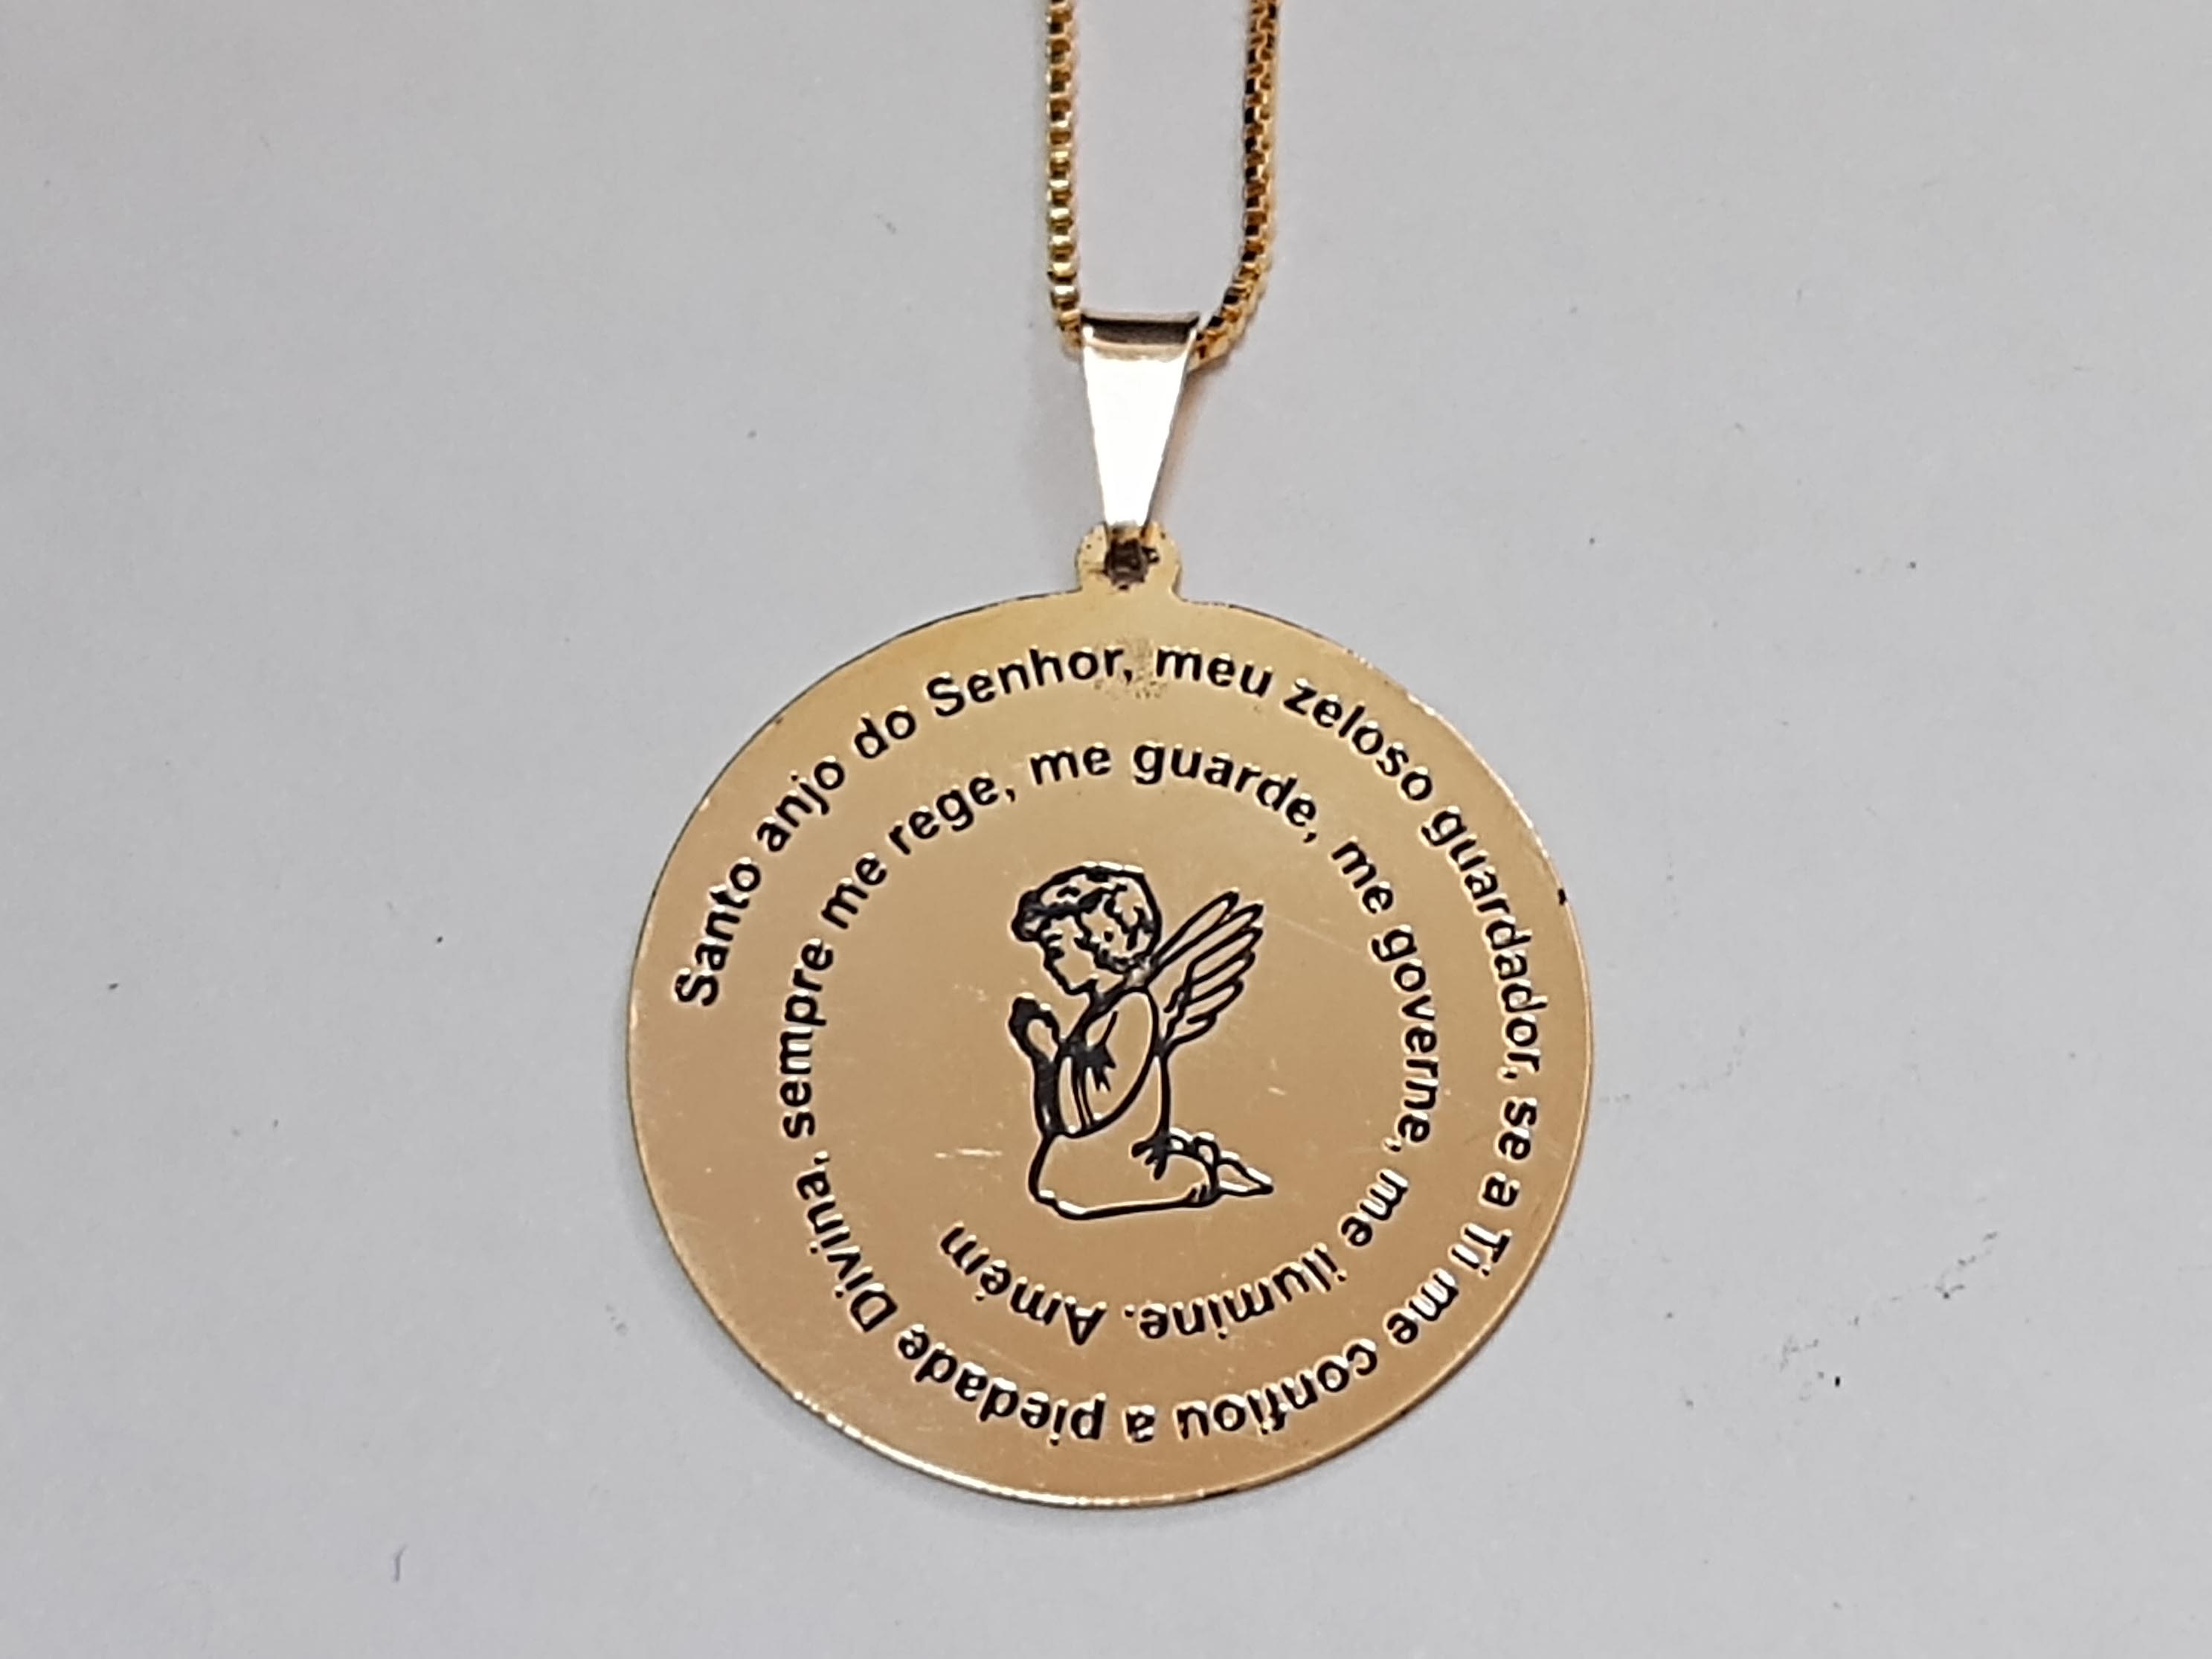 Santo anjo do Senhor, meu zeloso guardador, se a Ti me confiou a piedade Divina, sempre me rege, me guarde, me governe, me ilumine. Amém